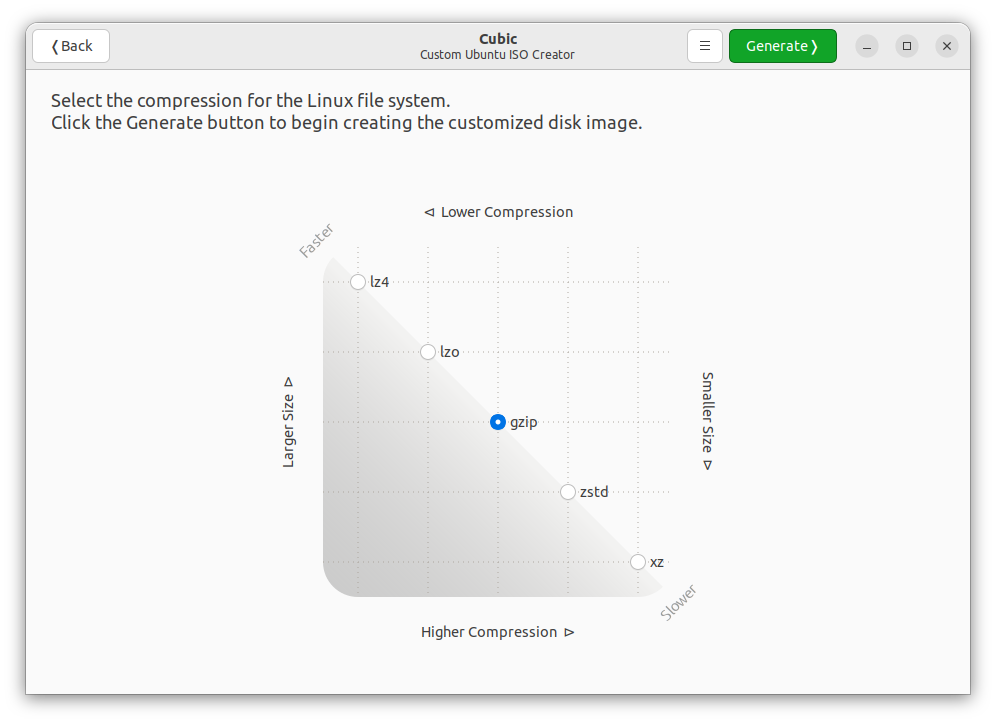 ❬Back
Cubic
Custom Ubuntu ISO Creator
☰
Generate❭
Select the compression for the Linux file system.
Click the Generate button to begin creating the customized disk image.
⊲ Lower Compression
Faster
lz4
lzo
Larger Size ⊳
Smaller Size ⊳
gzip
zstd
xz
Slower
Higher Compression ⊳